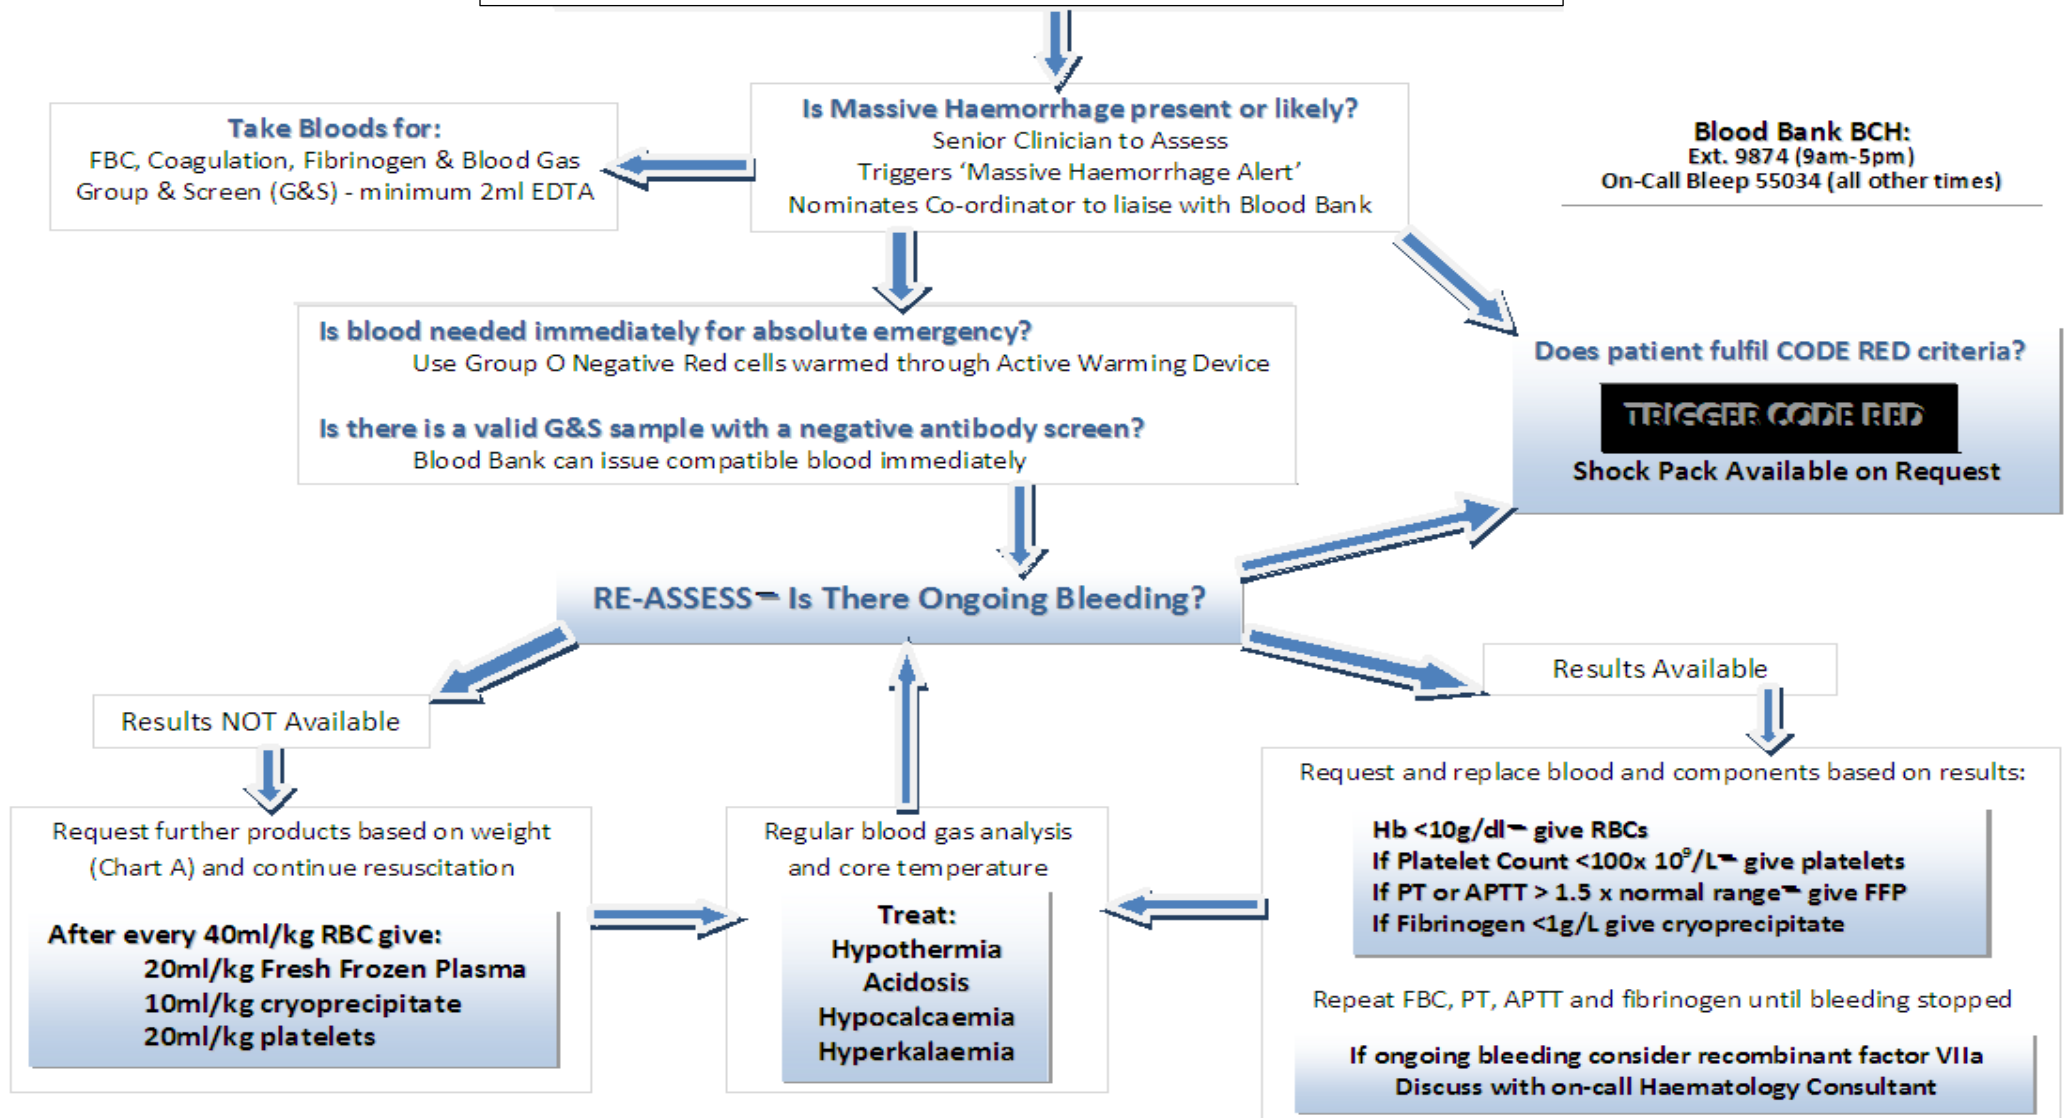 Is Massive Haemorrhage present or likely?
Senior Clinician to Assess
Triggers ‘Massive Haemorrhage Alert’
Nominates Co-ordinator to liaise with Blood Bank
Take Bloods for:
FBC, Coagulation, Fibrinogen & Blood Gas
Group & Screen (G&S) - minimum 2ml EDTA
Blood Bank BCH:
Ext. 9874 (9am-5pm)
On-Call Bleep 55034 (all other times)
Is blood needed immediately for absolute emergency?
Use Group O Negative Red cells warmed through Active Warming Device
Is there is a valid G&S sample with a negative antibody screen?
Blood Bank can issue compatible blood immediately
Does patient fulfil CODE RED criteria?
TRIGGER CODE RED
Shock Pack Available on Request
RE-ASSESS – Is There Ongoing Bleeding?
Results NOT Available
Request further products based on weight
(Chart A) and continue resuscitation
After every 40ml/kg RBC give:
20ml/kg Fresh Frozen Plasma
10ml/kg cryoprecipitate
20ml/kg platelets
Regular blood gas analysis
and core temperature
Treat:
Hypothermia
Acidosis
Hypocalcaemia
Hyperkalaemia
Results Available
Request and replace blood and components based on results:
Hb <10g/dl – give RBCs
If Platelet Count <100x 10⁹/L – give platelets
If PT or APTT > 1.5 x normal range – give FFP
If Fibrinogen <1g/L give cryoprecipitate
Repeat FBC, PT, APTT and fibrinogen until bleeding stopped
If ongoing bleeding consider recombinant factor VIIa
Discuss with on-call Haematology Consultant